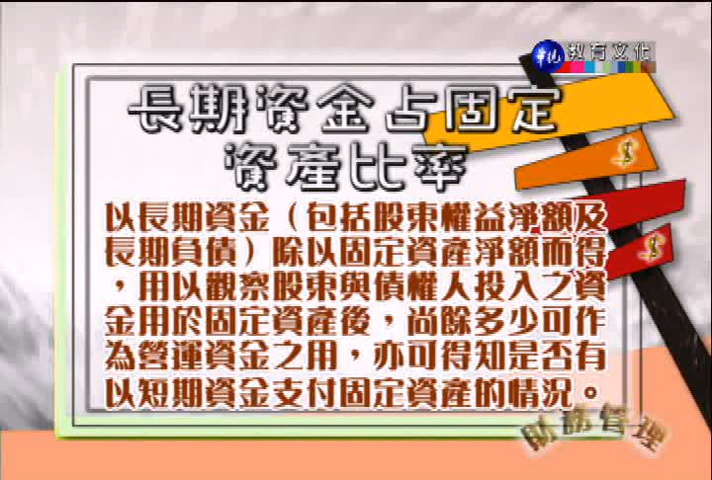 華視 教育文化
長期資金占固定
資產比率
以長期資金（包括股東權益淨額及
長期負債）除以固定資產淨額而得
，用以觀察股東與債權人投入之資
金用於固定資產後，尚餘多少可作
為營運資金之用，亦可得知是否有
以短期資金支付固定資產的情況。
財務管理